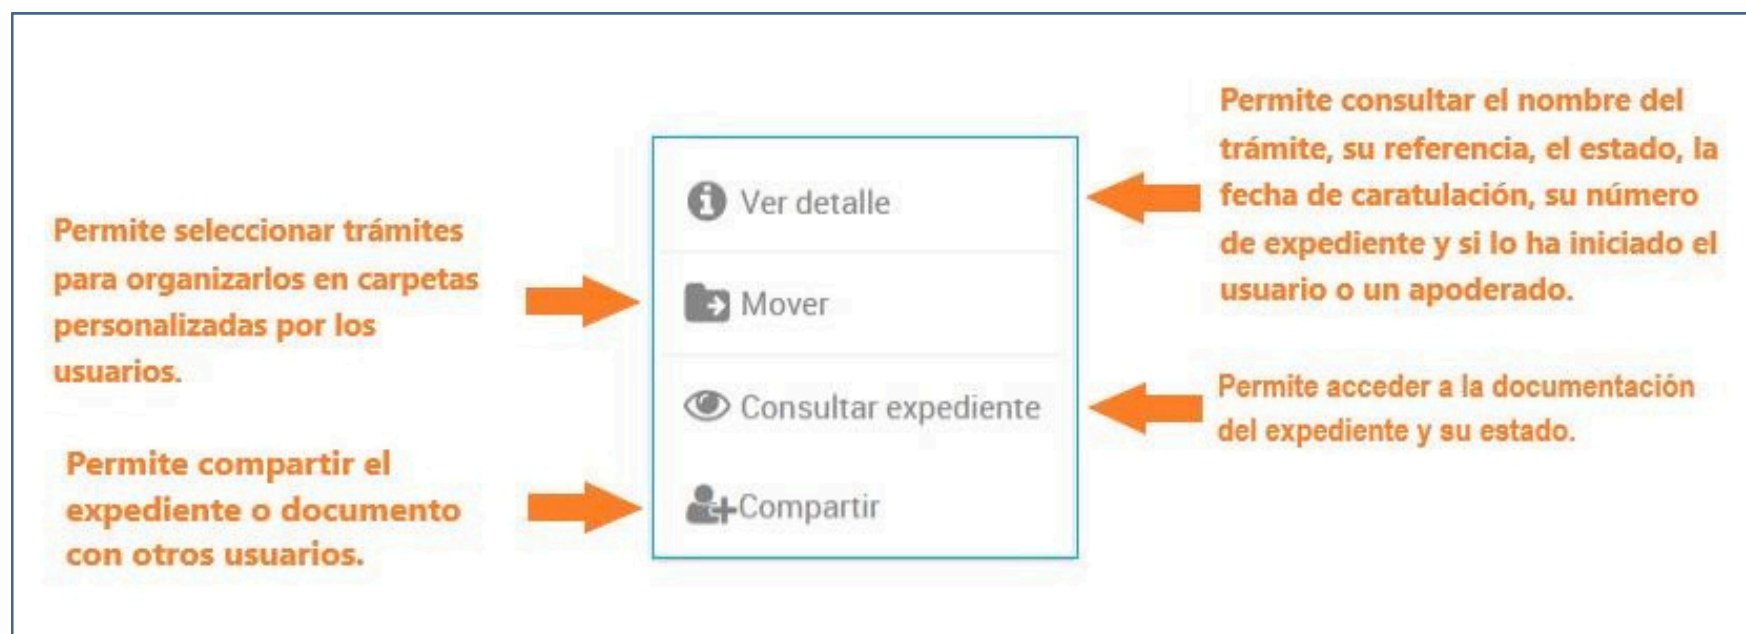 Permite seleccionar trámites
para organizarlos en carpetas
personalizadas por los
usuarios.
Permite compartir el
expediente o documento
con otros usuarios.
Ver detalle
Mover
Consultar expediente
Compartir
Permite consultar el nombre del
trámite, su referencia, el estado, la
fecha de caratulación, su número
de expediente y si lo ha iniciado el
usuario o un apoderado.
Permite acceder a la documentación
del expediente y su estado.